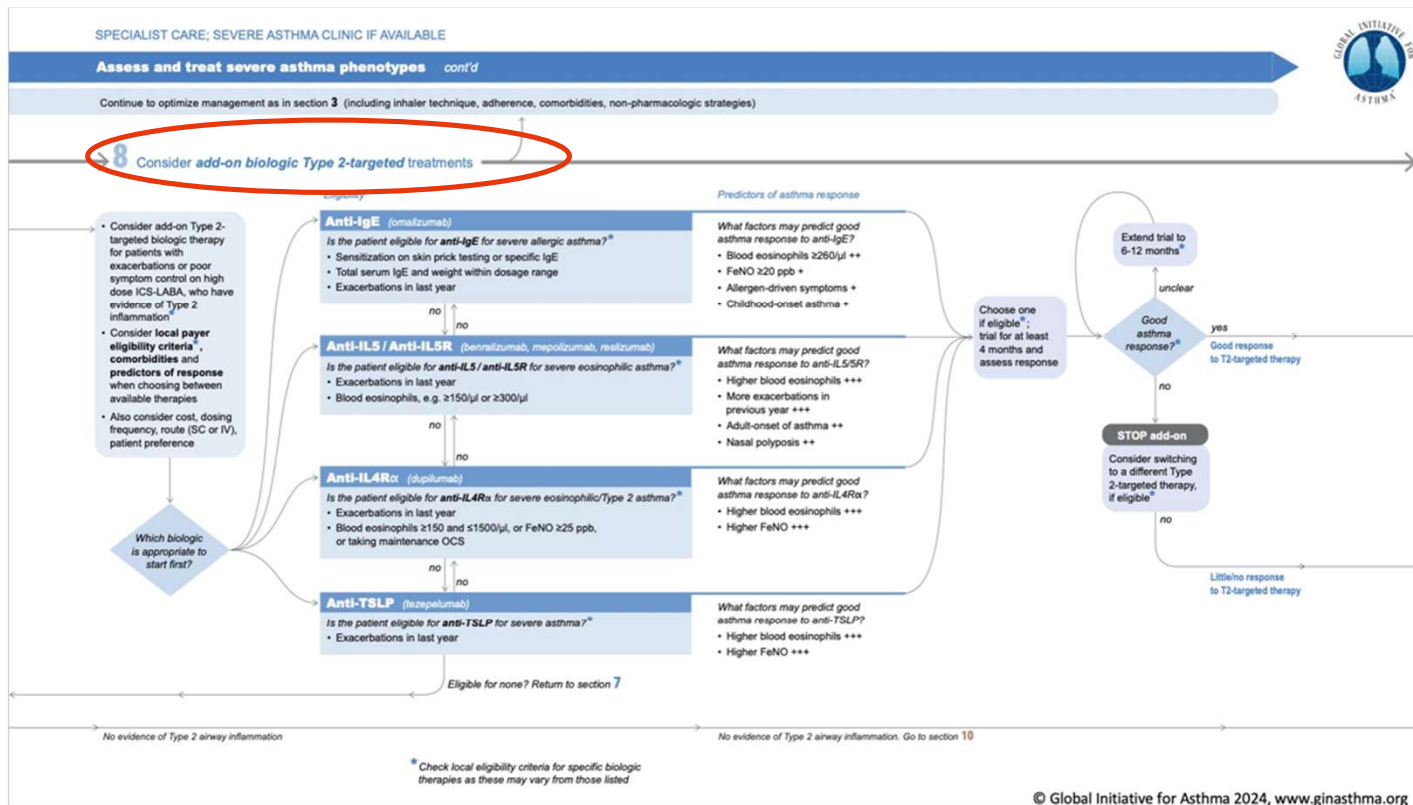 SPECIALIST CARE; SEVERE ASTHMA CLINIC IF AVAILABLE
GLOBAL INITIATIVE FOR ASTHMA
Assess and treat severe asthma phenotypes cont'd
Continue to optimize management as in section 3 (including inhaler technique, adherence, comorbidities, non-pharmacologic strategies)
8 Consider add-on biologic Type 2-targeted treatments
Eligibility
Predictors of asthma response
• Consider add-on Type 2-
targeted biologic therapy
for patients with
exacerbations or poor
symptom control on high
dose ICS-LABA, who have
evidence of Type 2
inflammation*
• Consider local payer
eligibility criteria*,
comorbidities and
predictors of response
when choosing between
available therapies
• Also consider cost, dosing
frequency, route (SC or IV),
patient preference
Which biologic
is appropriate to
start first?
Anti-IgE (omalizumab)
Is the patient eligible for anti-IgE for severe allergic asthma?*
• Sensitization on skin prick testing or specific IgE
• Total serum IgE and weight within dosage range
• Exacerbations in last year
What factors may predict good
asthma response to anti-IgE?
• Blood eosinophils ≥260/µl ++
• FeNO ≥20 ppb +
• Allergen-driven symptoms +
• Childhood-onset asthma +
no
no
Anti-IL5 / Anti-IL5R (benralizumab, mepolizumab, reslizumab)
Is the patient eligible for anti-IL5 / anti-IL5R for severe eosinophilic asthma?*
• Exacerbations in last year
• Blood eosinophils, e.g. ≥150/µl or ≥300/µl
What factors may predict good
asthma response to anti-IL5/5R?
• Higher blood eosinophils +++
• More exacerbations in
previous year +++
• Adult-onset of asthma ++
• Nasal polyposis ++
no
no
Anti-IL4Rα (dupilumab)
Is the patient eligible for anti-IL4Rα for severe eosinophilic/Type 2 asthma?*
• Exacerbations in last year
• Blood eosinophils ≥150 and ≤1500/µl, or FeNO ≥25 ppb,
or taking maintenance OCS
What factors may predict good
asthma response to anti-IL4Rα?
• Higher blood eosinophils +++
• Higher FeNO +++
no
no
Anti-TSLP (tezepelumab)
Is the patient eligible for anti-TSLP for severe asthma?*
• Exacerbations in last year
What factors may predict good
asthma response to anti-TSLP?
• Higher blood eosinophils +++
• Higher FeNO +++
Eligible for none? Return to section 7
Choose one
if eligible*;
trial for at least
4 months and
assess response
Extend trial to
6-12 months*
unclear
Good
asthma
response?*
yes
Good response
to T2-targeted therapy
no
STOP add-on
Consider switching
to a different Type
2-targeted therapy,
if eligible*
no
Little/no response
to T2-targeted therapy
No evidence of Type 2 airway inflammation
No evidence of Type 2 airway inflammation. Go to section 10
* Check local eligibility criteria for specific biologic
therapies as these may vary from those listed
© Global Initiative for Asthma 2024, www.ginasthma.org